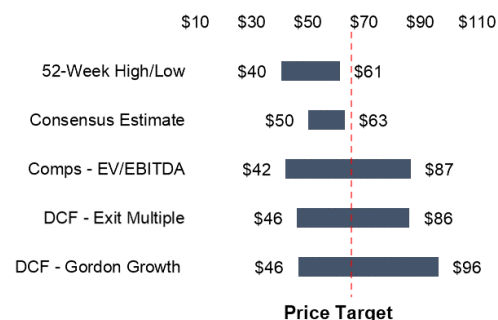 $10 $30 $50 $70 $90 $110
52-Week High/Low $40 $61
Consensus Estimate $50 $63
Comps - EV/EBITDA $42 $87
DCF - Exit Multiple $46 $86
DCF - Gordon Growth $46 $96
Price Target